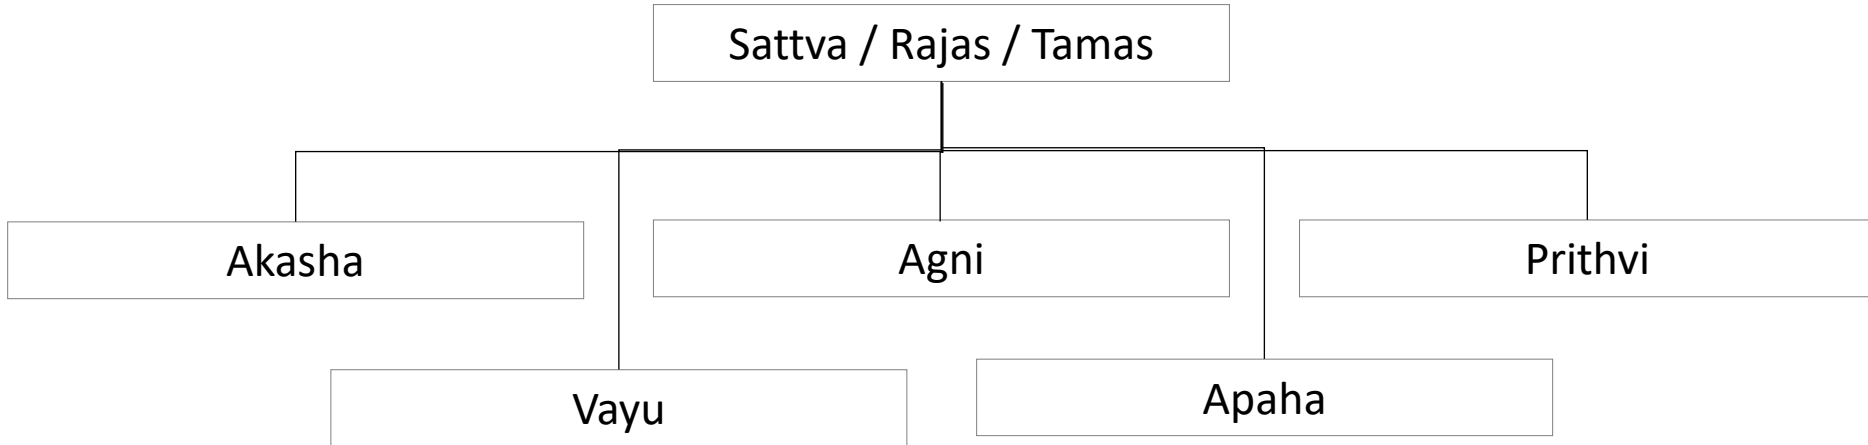 Sattva / Rajas / Tamas
Akasha
Agni
Prithvi
Vayu
Apaha